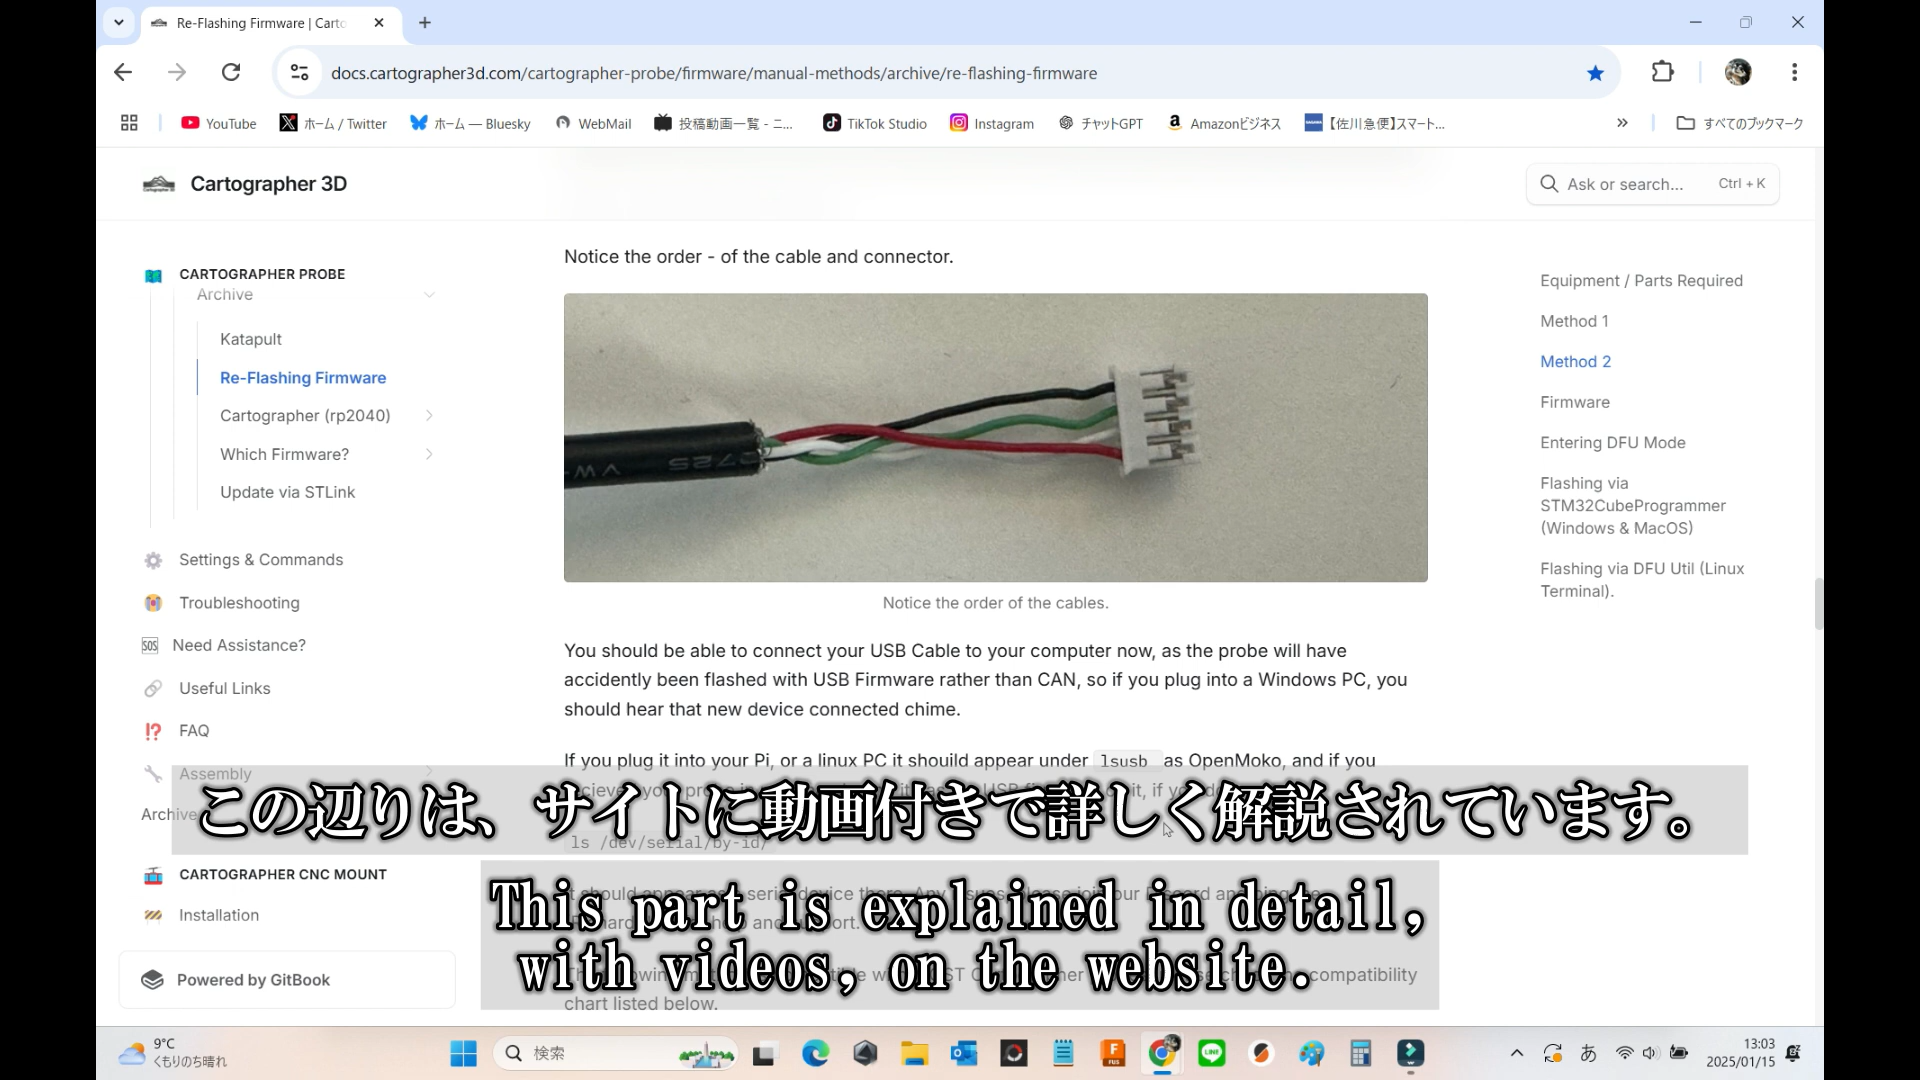 Re-Flashing Firmware | Carto
docs.cartographer3d.com/cartographer-probe/firmware/manual-methods/archive/re-flashing-firmware
YouTube
ホーム / Twitter
ホーム — Bluesky
WebMail
投稿動画一覧 - ニ...
TikTok Studio
Instagram
チャットGPT
Amazonビジネス
【佐川急便】スマート...
»
すべてのブックマーク
Cartographer 3D
Ask or search...
Ctrl + K
CARTOGRAPHER PROBE
Archive
Katapult
Re-Flashing Firmware
Cartographer (rp2040)
Which Firmware?
Update via STLink
Settings & Commands
Troubleshooting
SOS Need Assistance?
Useful Links
FAQ
Assembly
Archive
CARTOGRAPHER CNC MOUNT
Installation
Powered by GitBook
Notice the order - of the cable and connector.
Notice the order of the cables.
You should be able to connect your USB Cable to your computer now, as the probe will have
accidently been flashed with USB Firmware rather than CAN, so if you plug into a Windows PC, you
should hear that new device connected chime.
If you plug it into your Pi, or a linux PC it shouild appear under lsusb as OpenMoko, and if you
この辺りは、サイトに動画付きで詳しく解説されています。
ls /dev/serial/by-id/
This part is explained in detail,
with videos, on the website.
compatibility
chart listed below.
Equipment / Parts Required
Method 1
Method 2
Firmware
Entering DFU Mode
Flashing via
STM32CubeProgrammer
(Windows & MacOS)
Flashing via DFU Util (Linux
Terminal).
9°C
くもりのち晴れ
検索
あ
13:03
2025/01/15